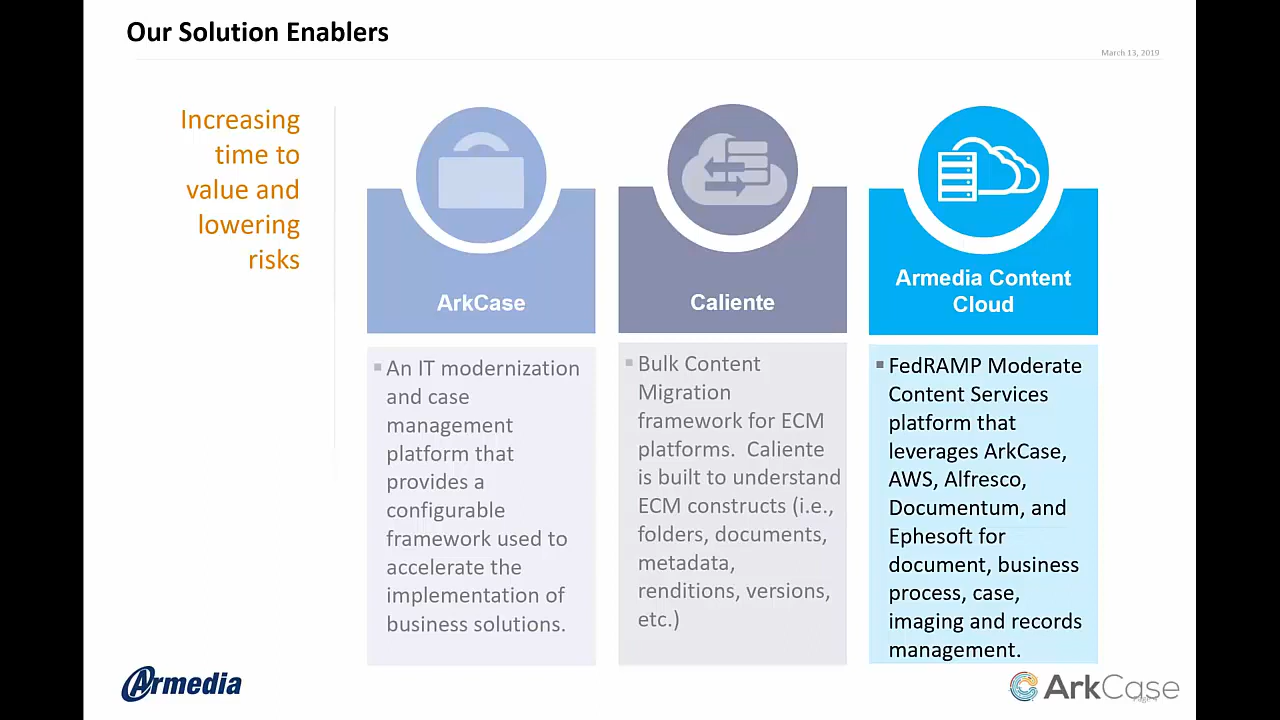 Our Solution Enablers
March 13, 2019
Increasing
time to
value and
lowering
risks
ArkCase
An IT modernization
and case
management
platform that
provides a
configurable
framework used to
accelerate the
implementation of
business solutions.
Caliente
Bulk Content
Migration
framework for ECM
platforms.  Caliente
is built to understand
ECM constructs (i.e.,
folders, documents,
metadata,
renditions, versions,
etc.)
Armedia Content
Cloud
FedRAMP Moderate
Content Services
platform that
leverages ArkCase,
AWS, Alfresco,
Documentum, and
Ephesoft for
document, business
process, case,
imaging and records
management.
Armedia
ArkCase